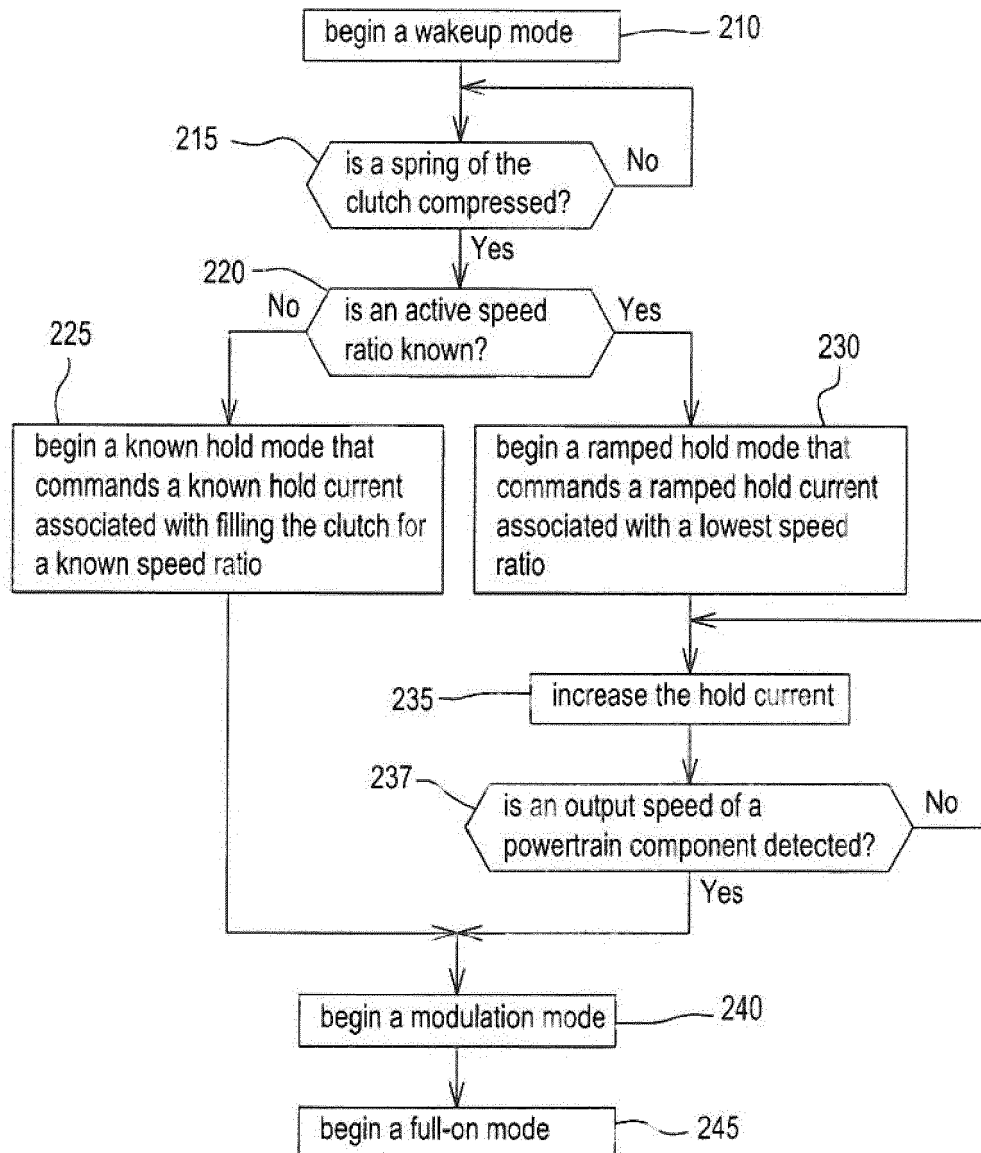 begin a wakeup mode
210
215
is a spring of the
clutch compressed?
No
Yes
220
No
is an active speed
ratio known?
Yes
225
230
begin a known hold mode that
commands a known hold current
associated with filling the clutch for
a known speed ratio
begin a ramped hold mode that
commands a ramped hold current
associated with a lowest speed
ratio
235
increase the hold current
237
is an output speed of a
powertrain component detected?
No
Yes
begin a modulation mode
240
begin a full-on mode
245